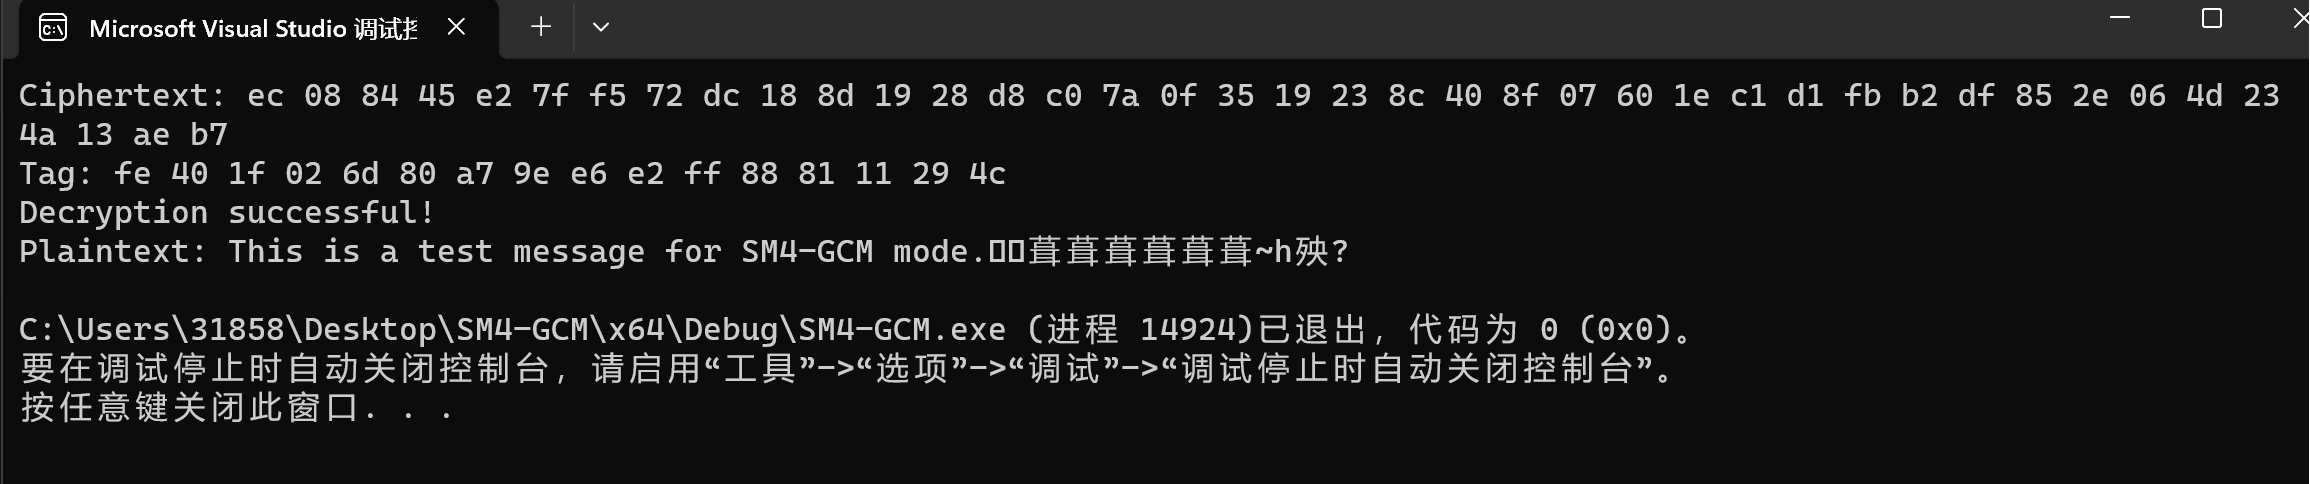 Microsoft Visual Studio 调试控
Ciphertext: ec 08 84 45 e2 7f f5 72 dc 18 8d 19 28 d8 c0 7a 0f 35 19 23 8c 40 8f 07 60 1e c1 d1 fb b2 df 85 2e 06 4d 23
4a 13 ae b7
Tag: fe 40 1f 02 6d 80 a7 9e e6 e2 ff 88 81 11 29 4c
Decryption successful!
Plaintext: This is a test message for SM4-GCM mode.葺葺葺葺葺葺~h殃?
C:\Users\31858\Desktop\SM4-GCM\x64\Debug\SM4-GCM.exe (进程 14924)已退出，代码为 0 (0x0)。
要在调试停止时自动关闭控制台，请启用“工具”->“选项”->“调试”->“调试停止时自动关闭控制台”。
按任意键关闭此窗口. . .